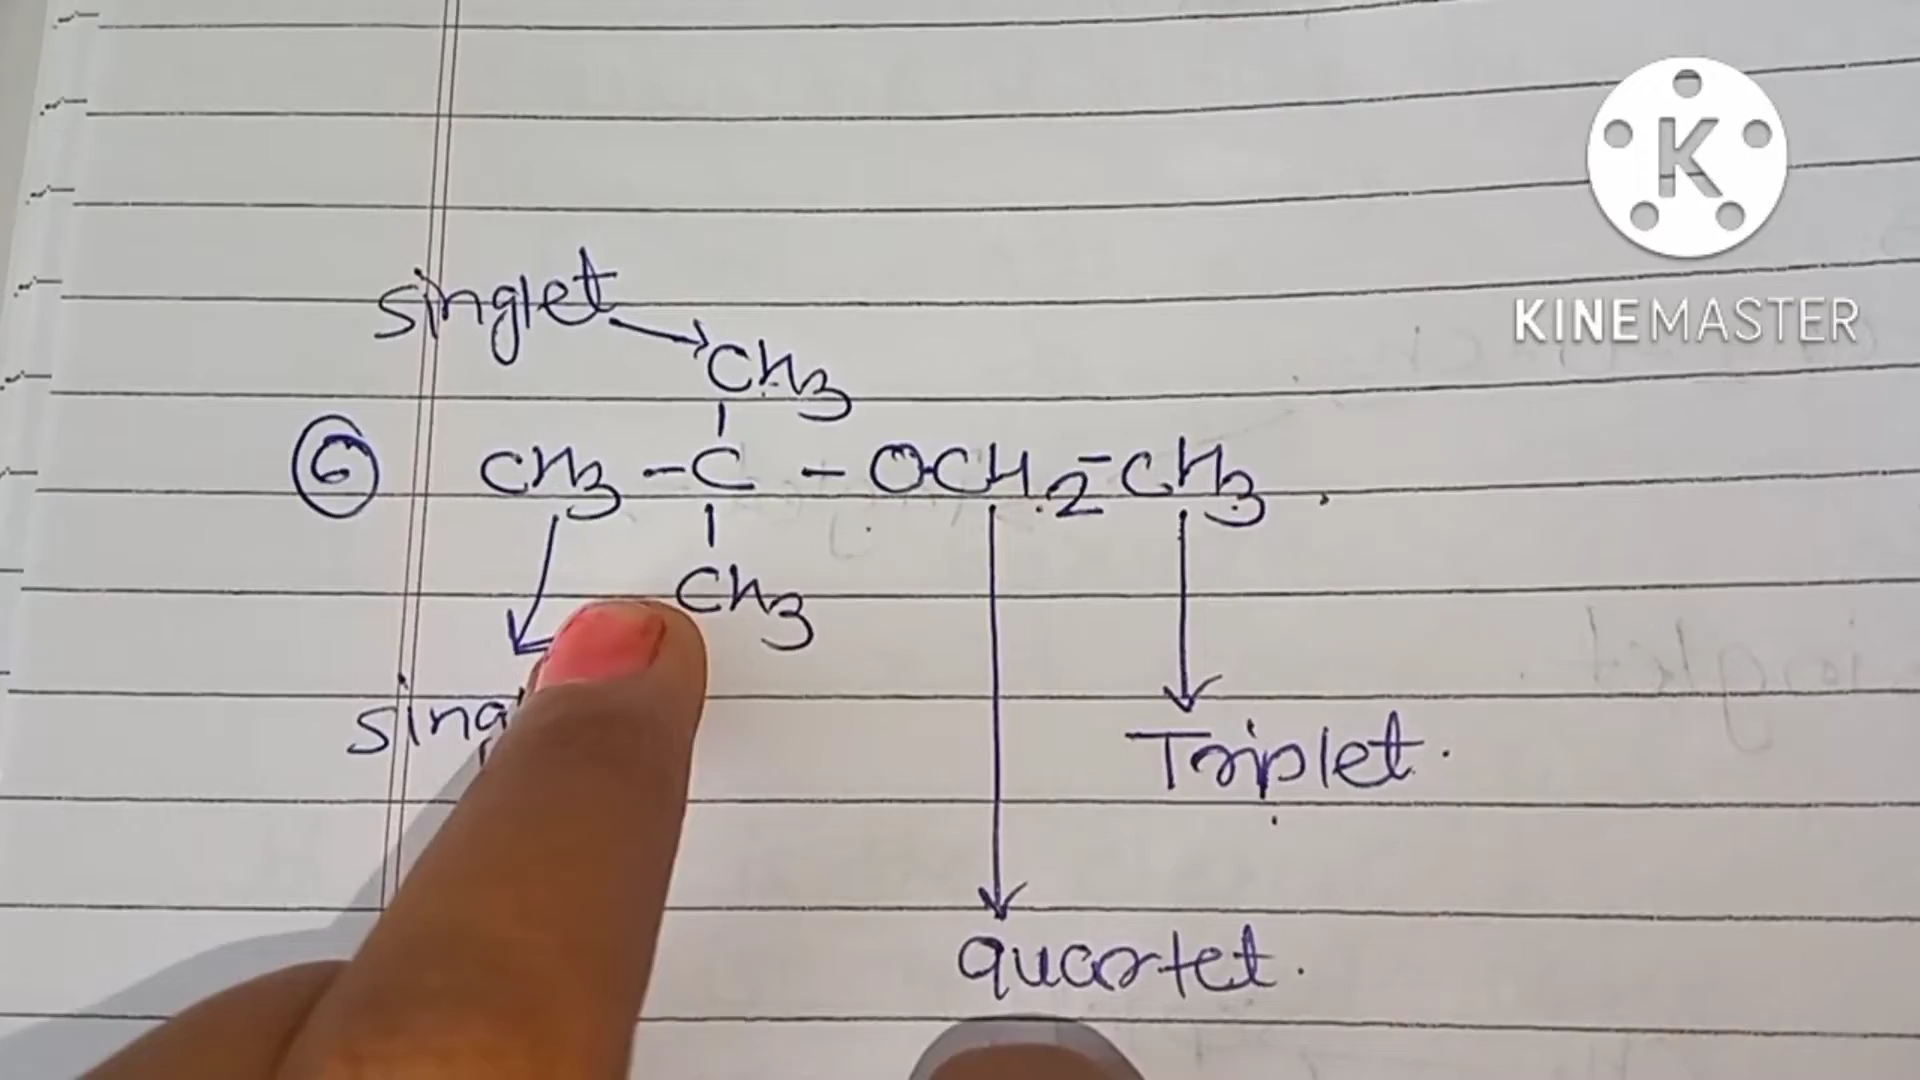 singlet
CH3
⑥ CH3 - C - OCH2-CH3
CH3
Triplet.
quartet.
K
KINEMASTER